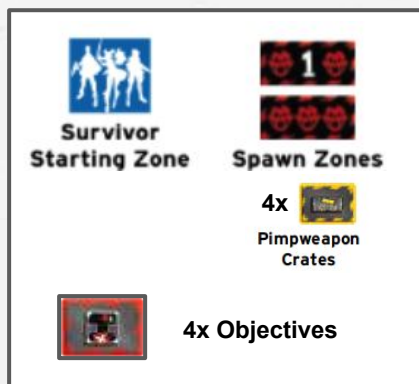 1
Survivor
Starting Zone
Spawn Zones
4x
Pimpweapon
Crates
4x Objectives